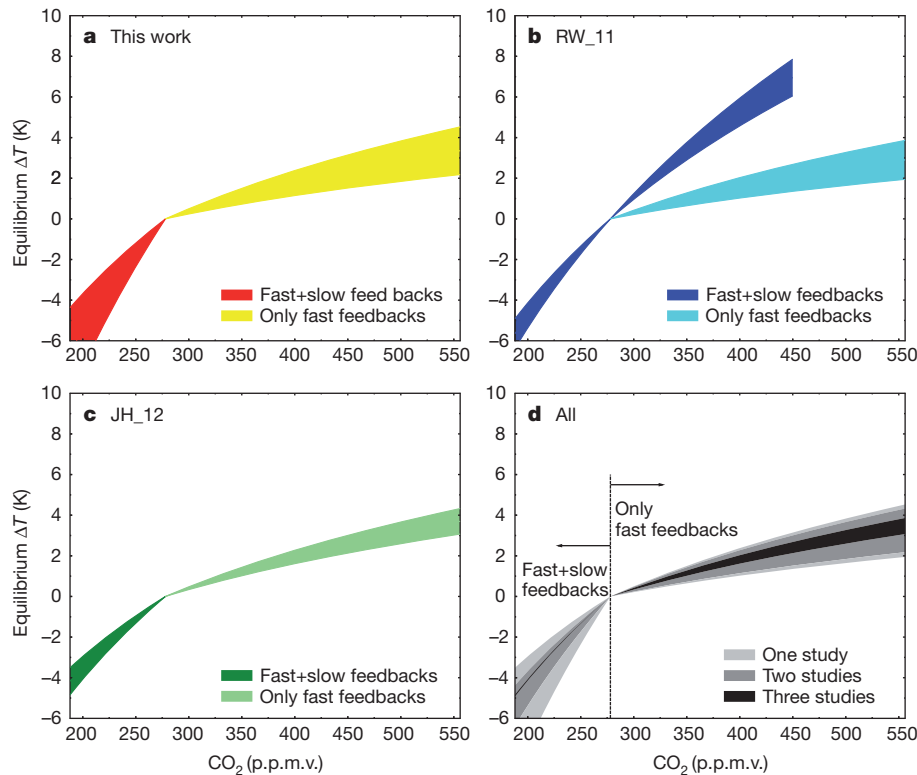 a This work
10
8
6
4
2
0
−2
−4
−6
Equilibrium ΔT (K)
Fast+slow feed backs
Only fast feedbacks
200 250 300 350 400 450 500 550
b RW_11
10
8
6
4
2
0
−2
−4
−6
Fast+slow feedbacks
Only fast feedbacks
200 250 300 350 400 450 500 550
c JH_12
10
8
6
4
2
0
−2
−4
−6
Equilibrium ΔT (K)
Fast+slow feedbacks
Only fast feedbacks
200 250 300 350 400 450 500 550
CO₂ (p.p.m.v.)
d All
10
8
6
4
2
0
−2
−4
−6
Only
fast feedbacks
Fast+slow
feedbacks
One study
Two studies
Three studies
200 250 300 350 400 450 500 550
CO₂ (p.p.m.v.)